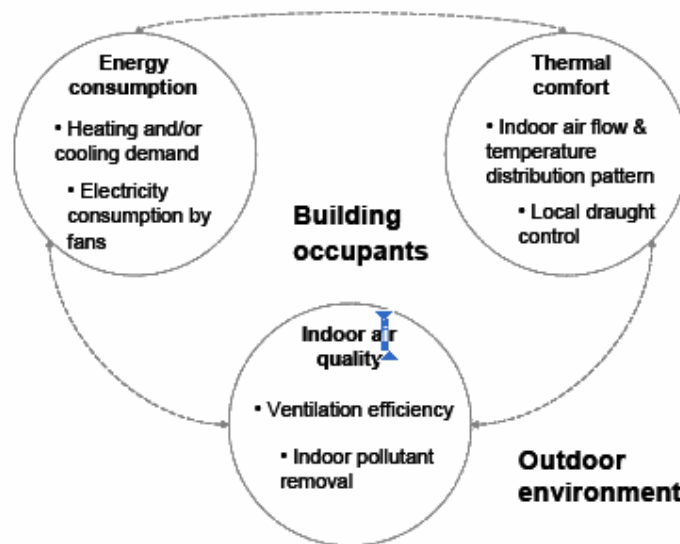 Energy
consumption
▪ Heating and/or
cooling demand
▪ Electricity
consumption by
fans
Thermal
comfort
▪ Indoor air flow &
temperature
distribution pattern
▪ Local draught
control
Building
occupants
Indoor air
quality
▪ Ventilation efficiency
▪ Indoor pollutant
removal
Outdoor
environment